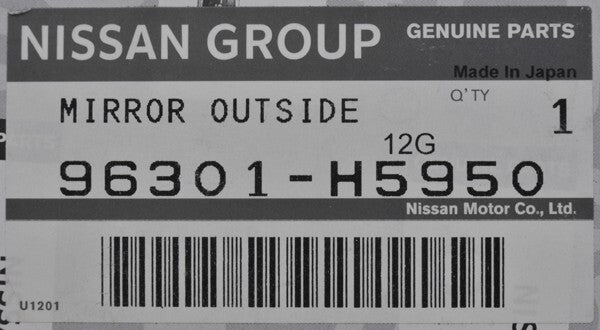 NISSAN GROUP
GENUINE PARTS
Made In Japan
MIRROR OUTSIDE
Q'TY 1
12G
96301-H5950
Nissan Motor Co., Ltd.
U1201